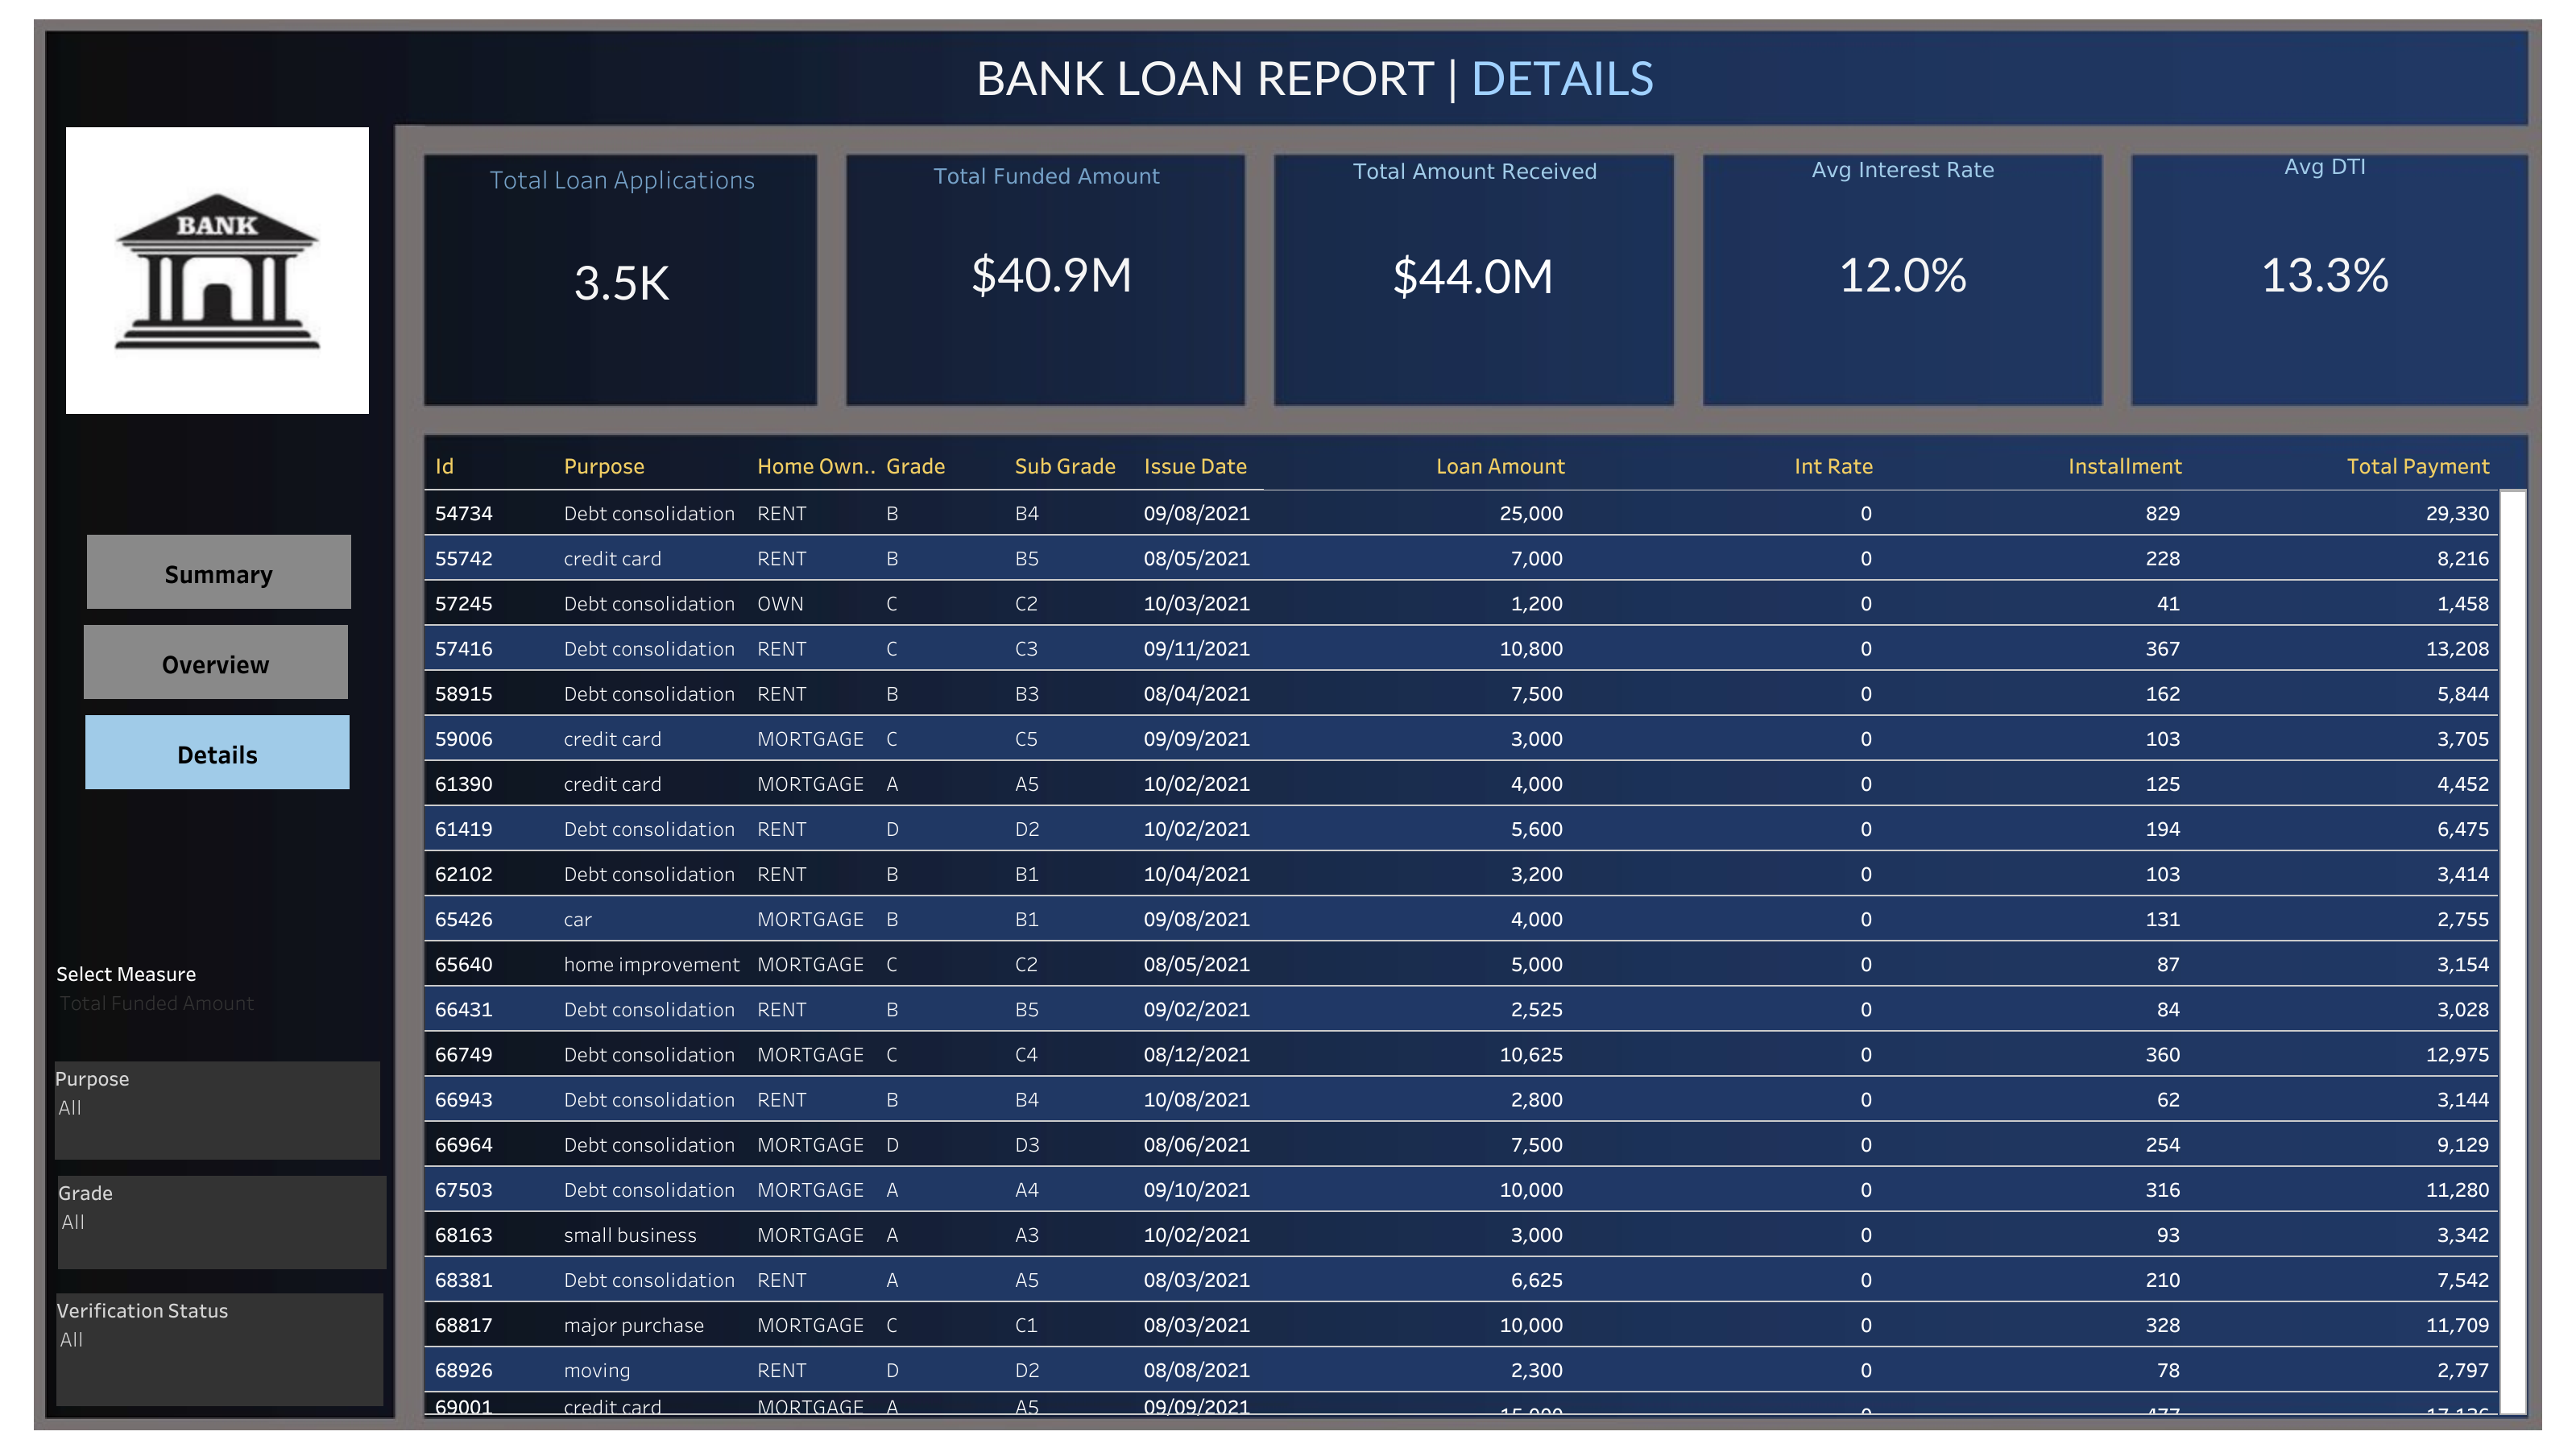 BANK LOAN REPORT | DETAILS
BANK
Total Loan Applications
3.5K
Total Funded Amount
$40.9M
Total Amount Received
$44.0M
Avg Interest Rate
12.0%
Avg DTI
13.3%
Summary
Overview
Details
Select Measure
Total Funded Amount
Purpose
All
Grade
All
Verification Status
All
Id Purpose Home Own.. Grade Sub Grade Issue Date Loan Amount Int Rate Installment Total Payment
54734 Debt consolidation RENT B B4 09/08/2021 25,000 0 829 29,330
55742 credit card RENT B B5 08/05/2021 7,000 0 228 8,216
57245 Debt consolidation OWN C C2 10/03/2021 1,200 0 41 1,458
57416 Debt consolidation RENT C C3 09/11/2021 10,800 0 367 13,208
58915 Debt consolidation RENT B B3 08/04/2021 7,500 0 162 5,844
59006 credit card MORTGAGE C C5 09/09/2021 3,000 0 103 3,705
61390 credit card MORTGAGE A A5 10/02/2021 4,000 0 125 4,452
61419 Debt consolidation RENT D D2 10/02/2021 5,600 0 194 6,475
62102 Debt consolidation RENT B B1 10/04/2021 3,200 0 103 3,414
65426 car MORTGAGE B B1 09/08/2021 4,000 0 131 2,755
65640 home improvement MORTGAGE C C2 08/05/2021 5,000 0 87 3,154
66431 Debt consolidation RENT B B5 09/02/2021 2,525 0 84 3,028
66749 Debt consolidation MORTGAGE C C4 08/12/2021 10,625 0 360 12,975
66943 Debt consolidation RENT B B4 10/08/2021 2,800 0 62 3,144
66964 Debt consolidation MORTGAGE D D3 08/06/2021 7,500 0 254 9,129
67503 Debt consolidation MORTGAGE A A4 09/10/2021 10,000 0 316 11,280
68163 small business MORTGAGE A A3 10/02/2021 3,000 0 93 3,342
68381 Debt consolidation RENT A A5 08/03/2021 6,625 0 210 7,542
68817 major purchase MORTGAGE C C1 08/03/2021 10,000 0 328 11,709
68926 moving RENT D D2 08/08/2021 2,300 0 78 2,797
69001 credit card MORTGAGE A A5 09/09/2021